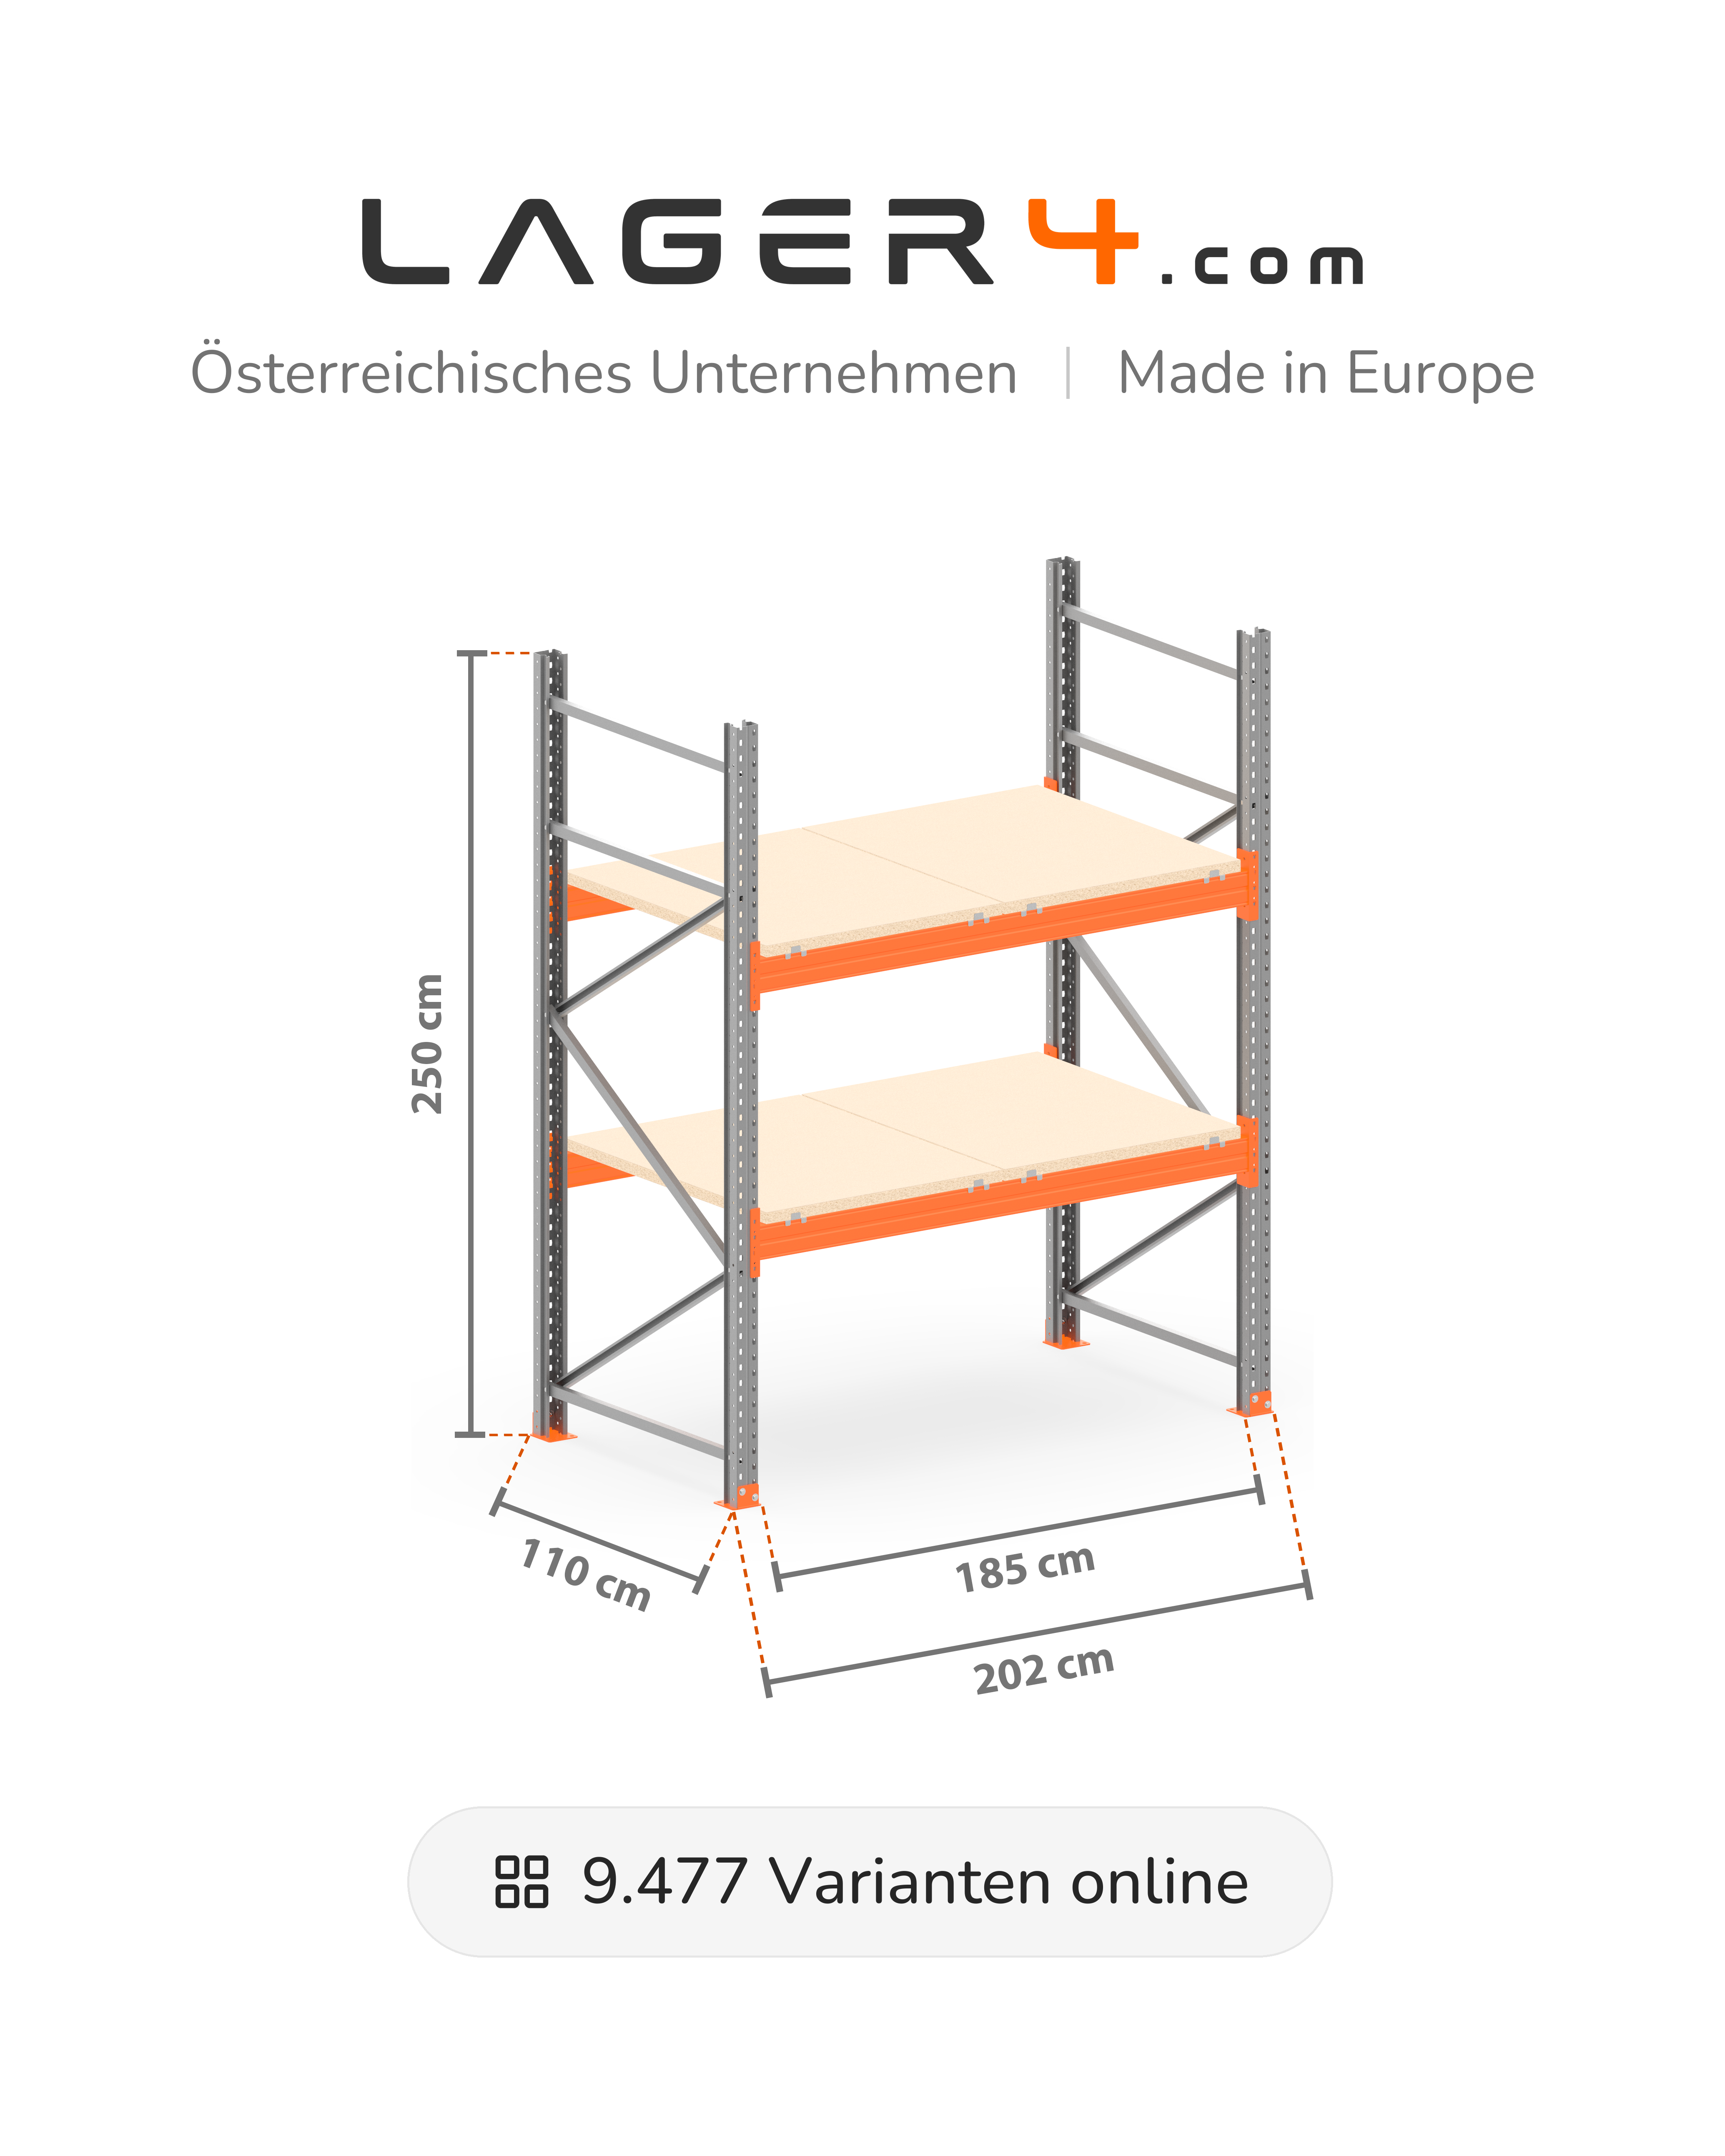 LAGER4.com
Österreichisches Unternehmen | Made in Europe
250 cm
110 cm
185 cm
202 cm
9.477 Varianten online